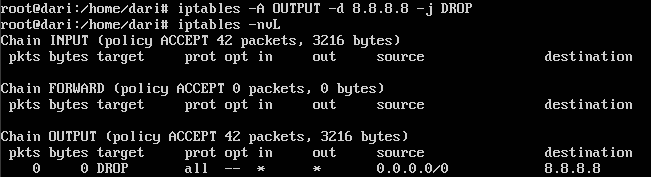 root@dari:/home/dari# iptables -A OUTPUT -d 8.8.8.8 -j DROP
root@dari:/home/dari# iptables -nvL
Chain INPUT (policy ACCEPT 42 packets, 3216 bytes)
 pkts bytes target     prot opt in     out     source               destination
Chain FORWARD (policy ACCEPT 0 packets, 0 bytes)
 pkts bytes target     prot opt in     out     source               destination
Chain OUTPUT (policy ACCEPT 42 packets, 3216 bytes)
 pkts bytes target     prot opt in     out     source               destination
    0     0 DROP       all  --  *      *       0.0.0.0/0            8.8.8.8